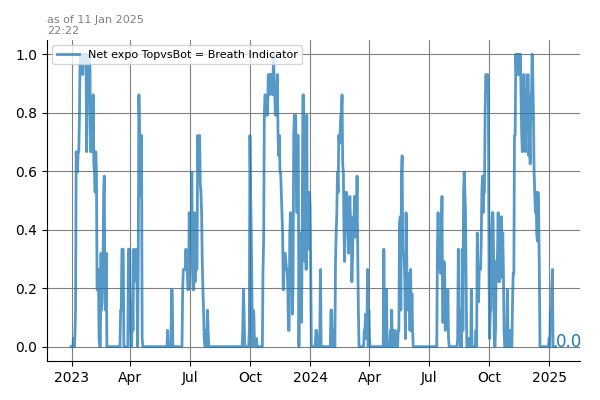 as of 11 Jan 2025
22:22
Net expo TopvsBot = Breath Indicator
1.0
0.8
0.6
0.4
0.2
0.0
0.0
2023 Apr Jul Oct 2024 Apr Jul Oct 2025